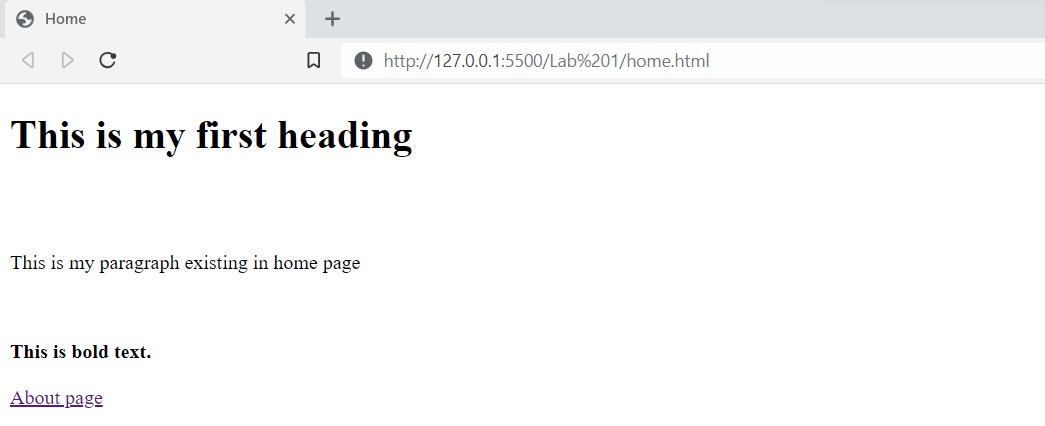 Home
http://127.0.0.1:5500/Lab%201/home.html
This is my first heading
This is my paragraph existing in home page
This is bold text.
About page